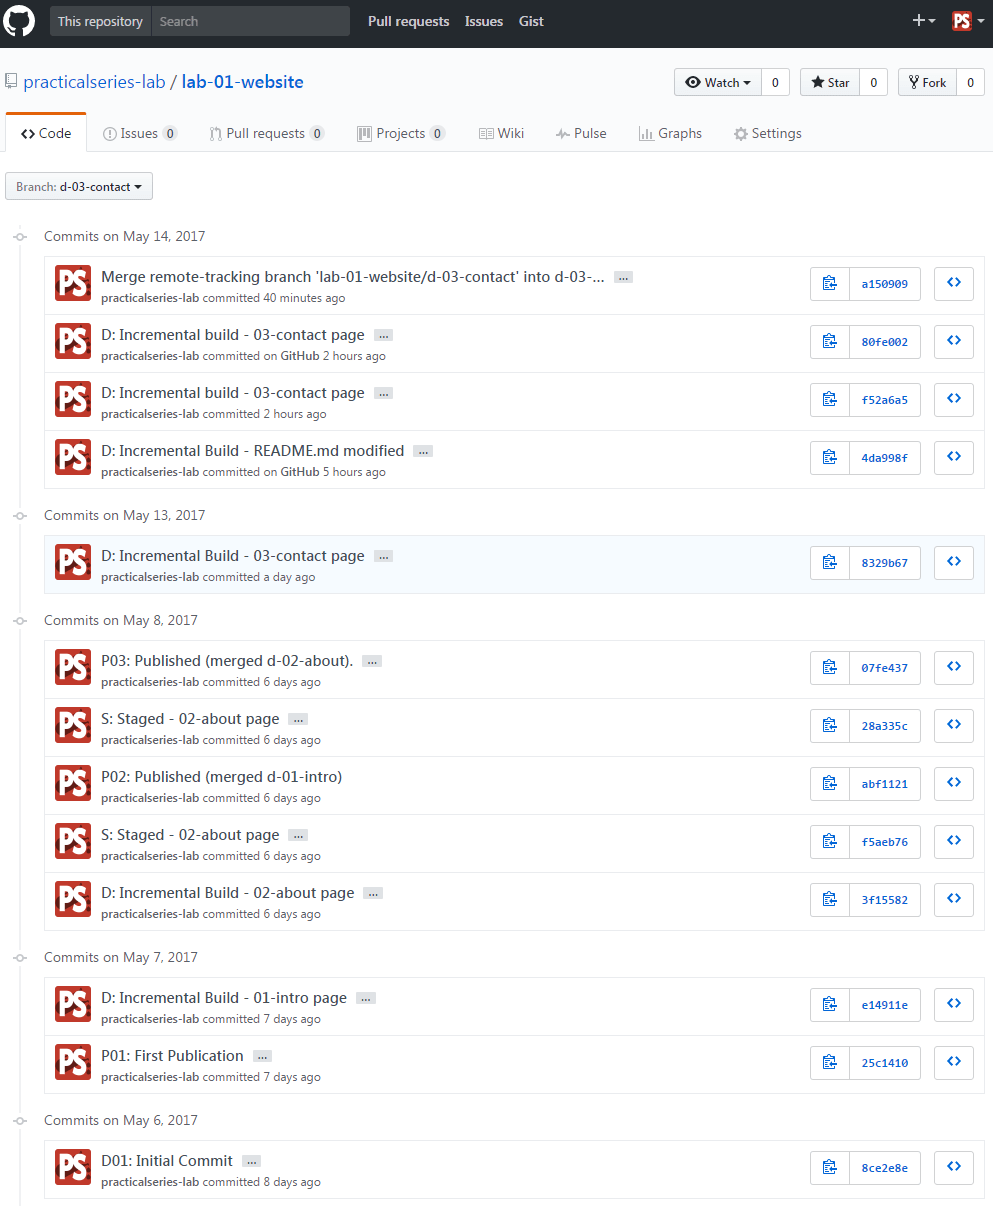 This repository Search Pull requests Issues Gist
PS
practicalseries-lab / lab-01-website Watch 0 Star 0 Fork 0
Code Issues 0 Pull requests 0 Projects 0 Wiki Pulse Graphs Settings
Branch: d-03-contact
Commits on May 14, 2017
PS Merge remote-tracking branch 'lab-01-website/d-03-contact' into d-03-... ... a150909
practicalseries-lab committed 40 minutes ago
PS D: Incremental build - 03-contact page ... 80fe002
practicalseries-lab committed on GitHub 2 hours ago
PS D: Incremental build - 03-contact page ... f52a6a5
practicalseries-lab committed 2 hours ago
PS D: Incremental Build - README.md modified ... 4da998f
practicalseries-lab committed on GitHub 5 hours ago
Commits on May 13, 2017
PS D: Incremental Build - 03-contact page ... 8329b67
practicalseries-lab committed a day ago
Commits on May 8, 2017
PS P03: Published (merged d-02-about). ... 07fe437
practicalseries-lab committed 6 days ago
PS S: Staged - 02-about page ... 28a335c
practicalseries-lab committed 6 days ago
PS P02: Published (merged d-01-intro) abf1121
practicalseries-lab committed 6 days ago
PS S: Staged - 02-about page ... f5aeb76
practicalseries-lab committed 6 days ago
PS D: Incremental Build - 02-about page ... 3f15582
practicalseries-lab committed 6 days ago
Commits on May 7, 2017
PS D: Incremental Build - 01-intro page ... e14911e
practicalseries-lab committed 7 days ago
PS P01: First Publication ... 25c1410
practicalseries-lab committed 7 days ago
Commits on May 6, 2017
PS D01: Initial Commit ... 8ce2e8e
practicalseries-lab committed 8 days ago